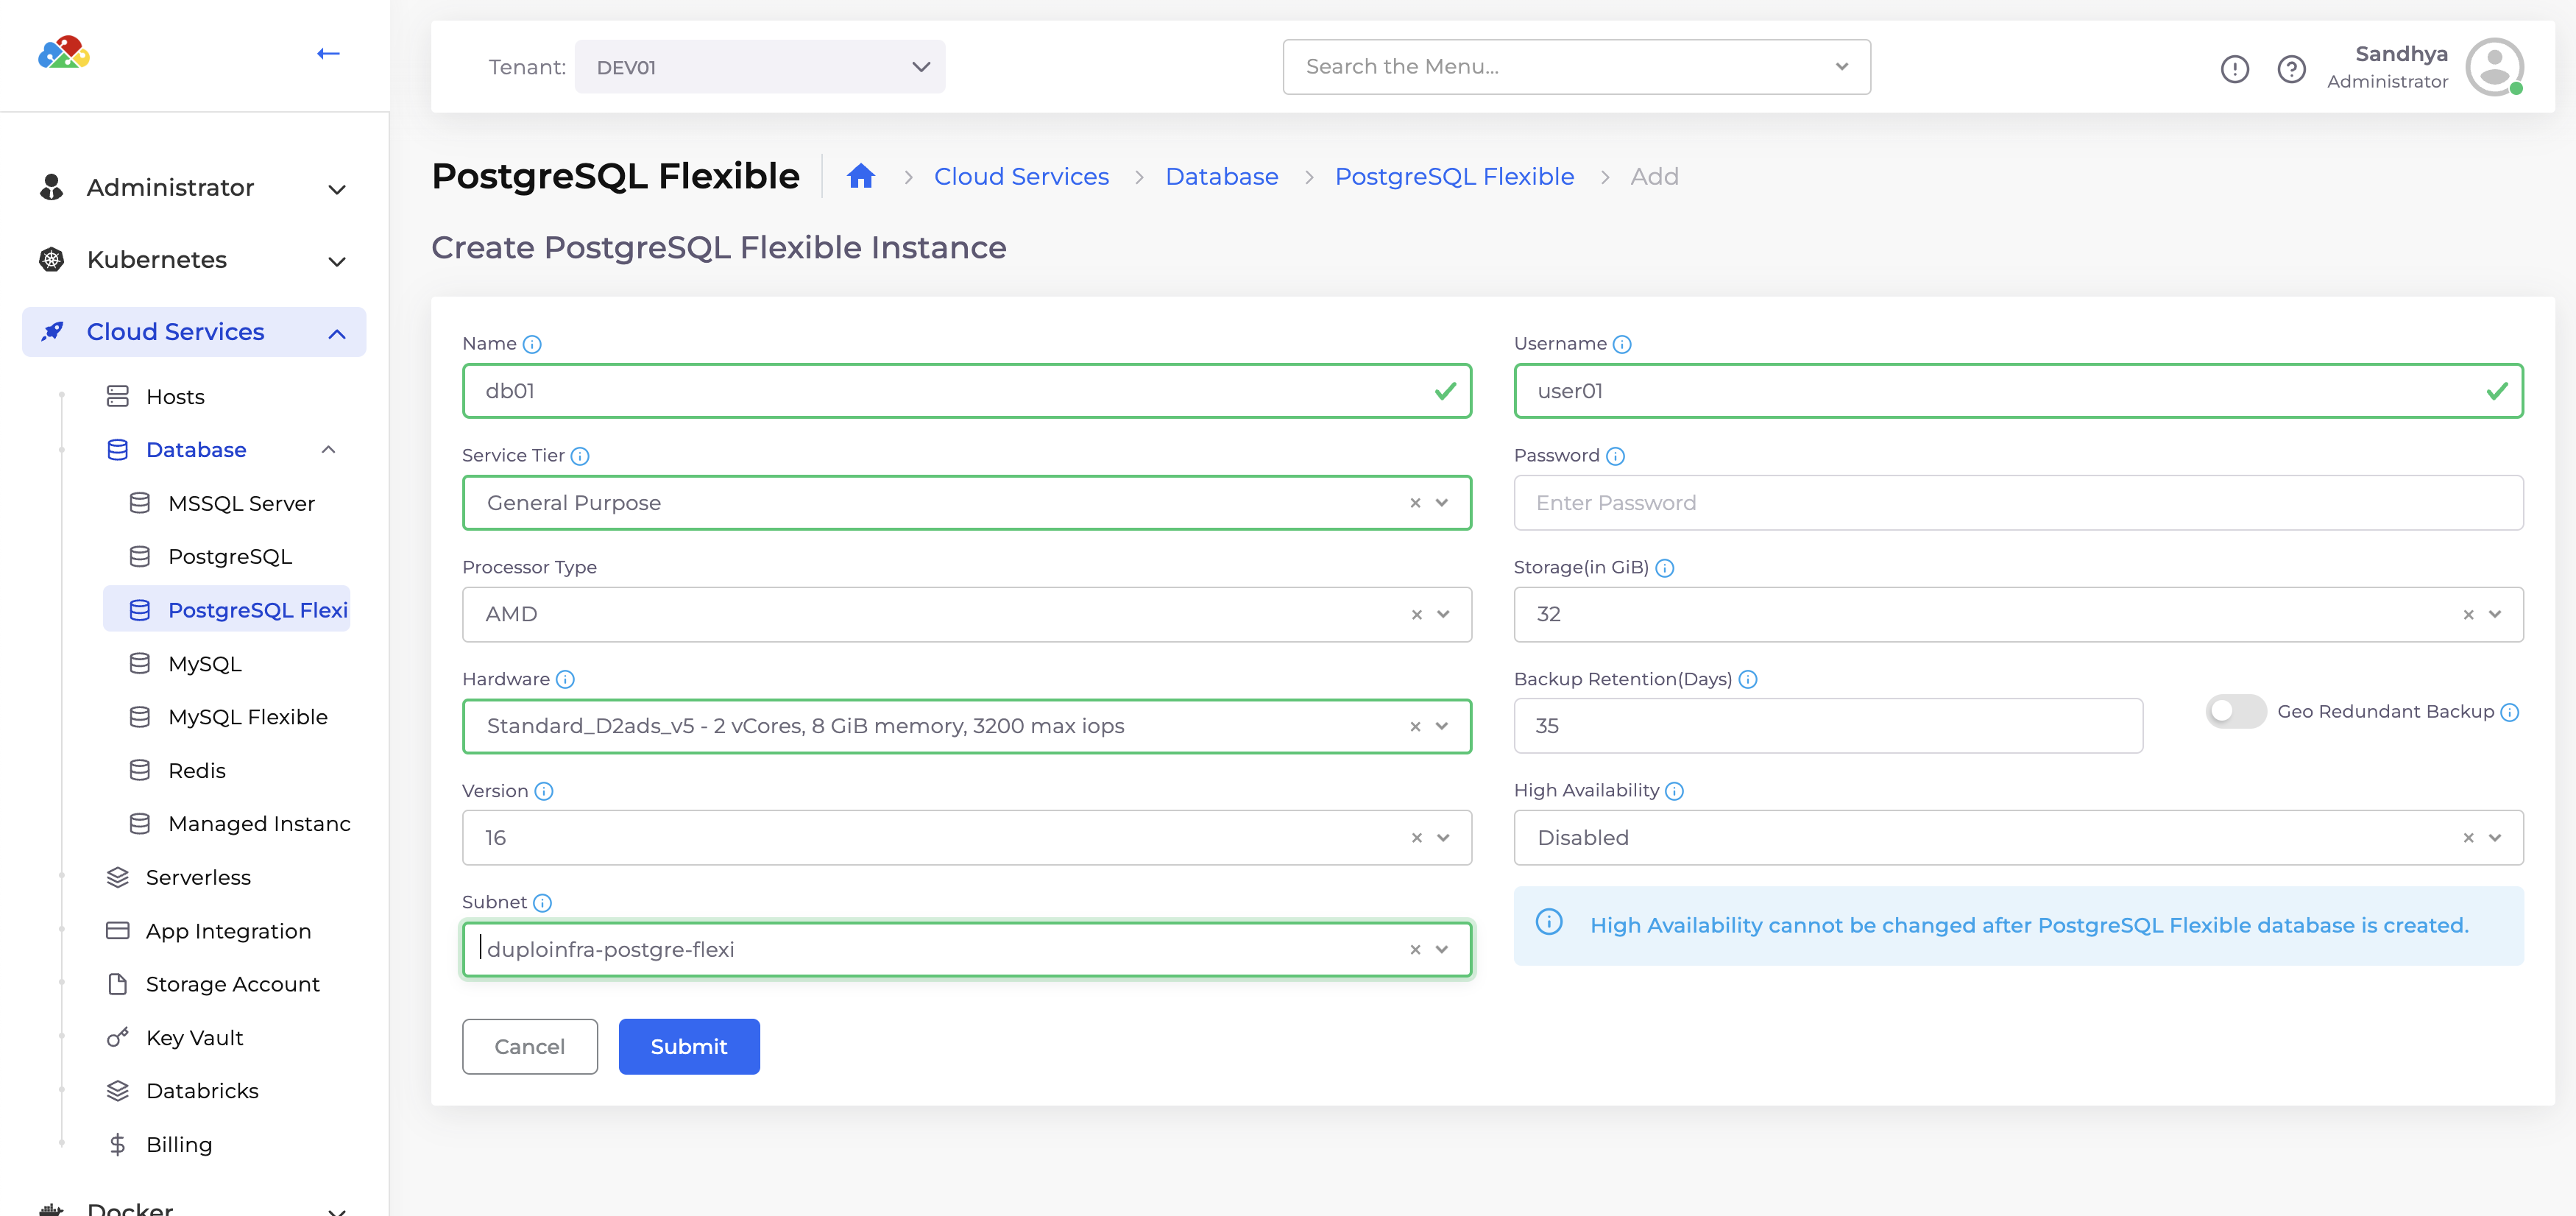 Tenant: DEV01
Search the Menu...
Sandhya
Administrator
Administrator
Kubernetes
Cloud Services
Hosts
Database
MSSQL Server
PostgreSQL
PostgreSQL Flexi
MySQL
MySQL Flexible
Redis
Managed Instanc
Serverless
App Integration
Storage Account
Key Vault
Databricks
Billing
Docker
PostgreSQL Flexible
Cloud Services > Database > PostgreSQL Flexible > Add
Create PostgreSQL Flexible Instance
Name
db01
Username
user01
Service Tier
General Purpose
Password
Enter Password
Processor Type
AMD
Storage(in GiB)
32
Hardware
Standard_D2ads_v5 - 2 vCores, 8 GiB memory, 3200 max iops
Backup Retention(Days)
35
Geo Redundant Backup
Version
16
High Availability
Disabled
Subnet
duploinfra-postgre-flexi
High Availability cannot be changed after PostgreSQL Flexible database is created.
Cancel
Submit